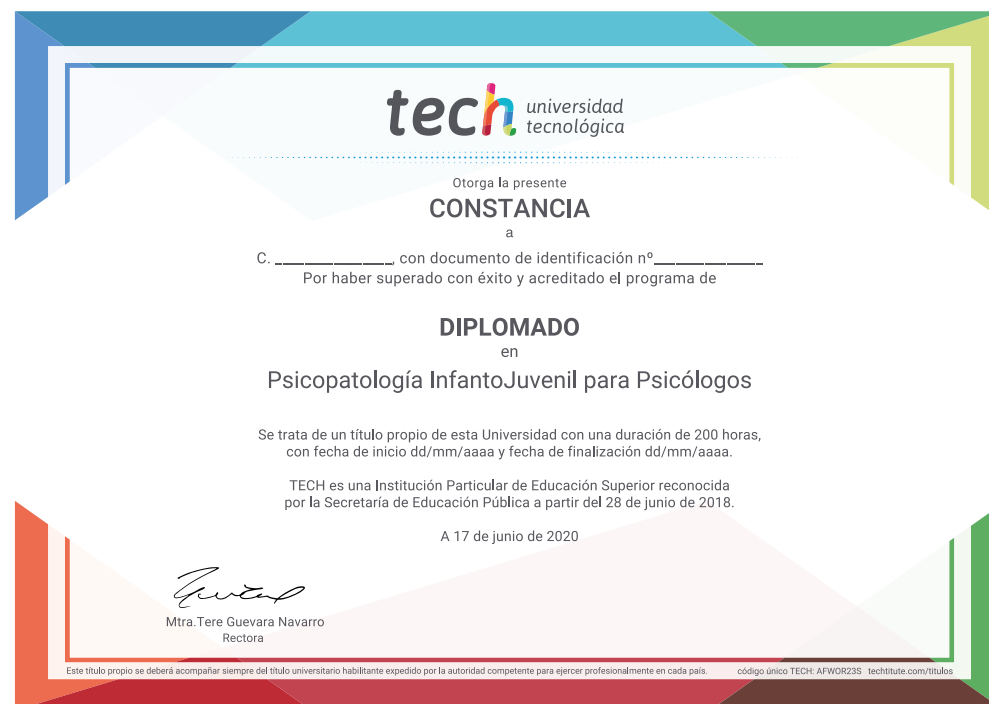 tech universidad
tecnológica
Otorga la presente
CONSTANCIA
a
C. ______________, con documento de identificación nº______________
Por haber superado con éxito y acreditado el programa de
DIPLOMADO
en
Psicopatología InfantoJuvenil para Psicólogos
Se trata de un título propio de esta Universidad con una duración de 200 horas,
con fecha de inicio dd/mm/aaaa y fecha de finalización dd/mm/aaaa.
TECH es una Institución Particular de Educación Superior reconocida
por la Secretaría de Educación Pública a partir del 28 de junio de 2018.
A 17 de junio de 2020
Mtra.Tere Guevara Navarro
Rectora
Este título propio se deberá acompañar siempre del título universitario habilitante expedido por la autoridad competente para ejercer profesionalmente en cada país. código único TECH: AFWOR23S techtitute.com/titulos